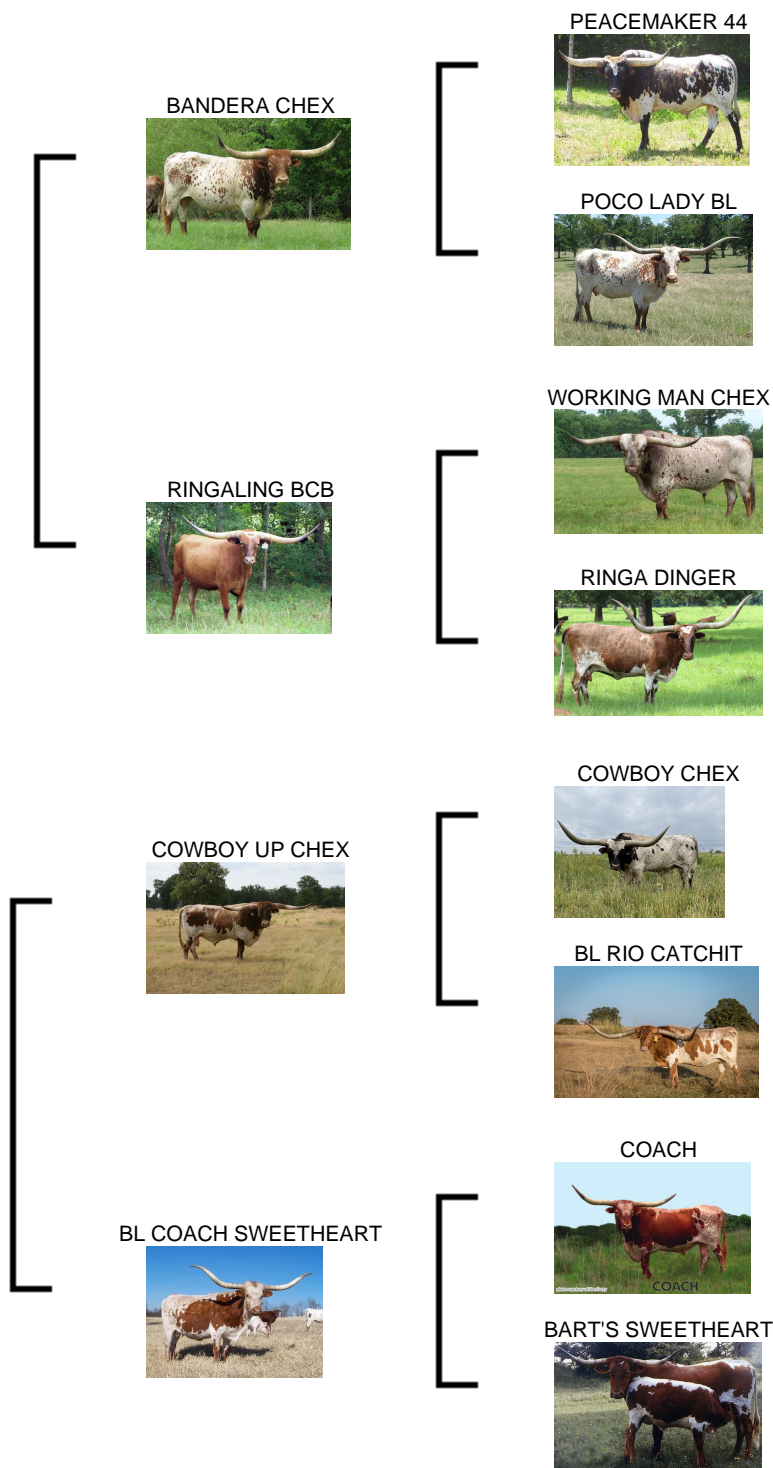 PEACEMAKER 44
BANDERA CHEX
POCO LADY BL
WORKING MAN CHEX
RINGALING BCB
RINGA DINGER
COWBOY CHEX
COWBOY UP CHEX
BL RIO CATCHIT
COACH
BL COACH SWEETHEART
COACH
BART'S SWEETHEART